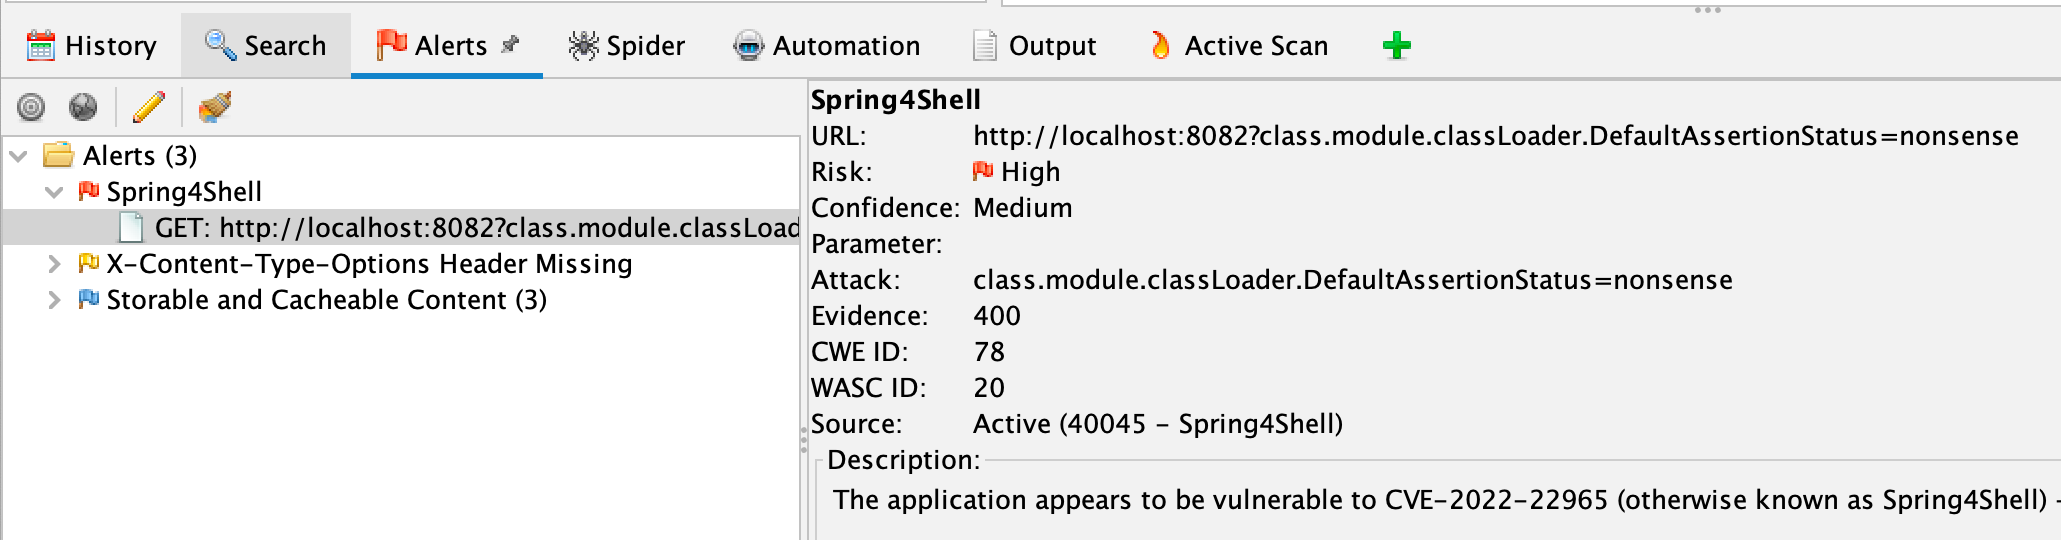 History Search Alerts Spider Automation Output Active Scan
Alerts (3)
Spring4Shell
GET: http://localhost:8082?class.module.classLoad
X-Content-Type-Options Header Missing
Storable and Cacheable Content (3)
Spring4Shell
URL: http://localhost:8082?class.module.classLoader.DefaultAssertionStatus=nonsense
Risk: High
Confidence: Medium
Parameter:
Attack: class.module.classLoader.DefaultAssertionStatus=nonsense
Evidence: 400
CWE ID: 78
WASC ID: 20
Source: Active (40045 - Spring4Shell)
Description:
The application appears to be vulnerable to CVE-2022-22965 (otherwise known as Spring4Shell) -